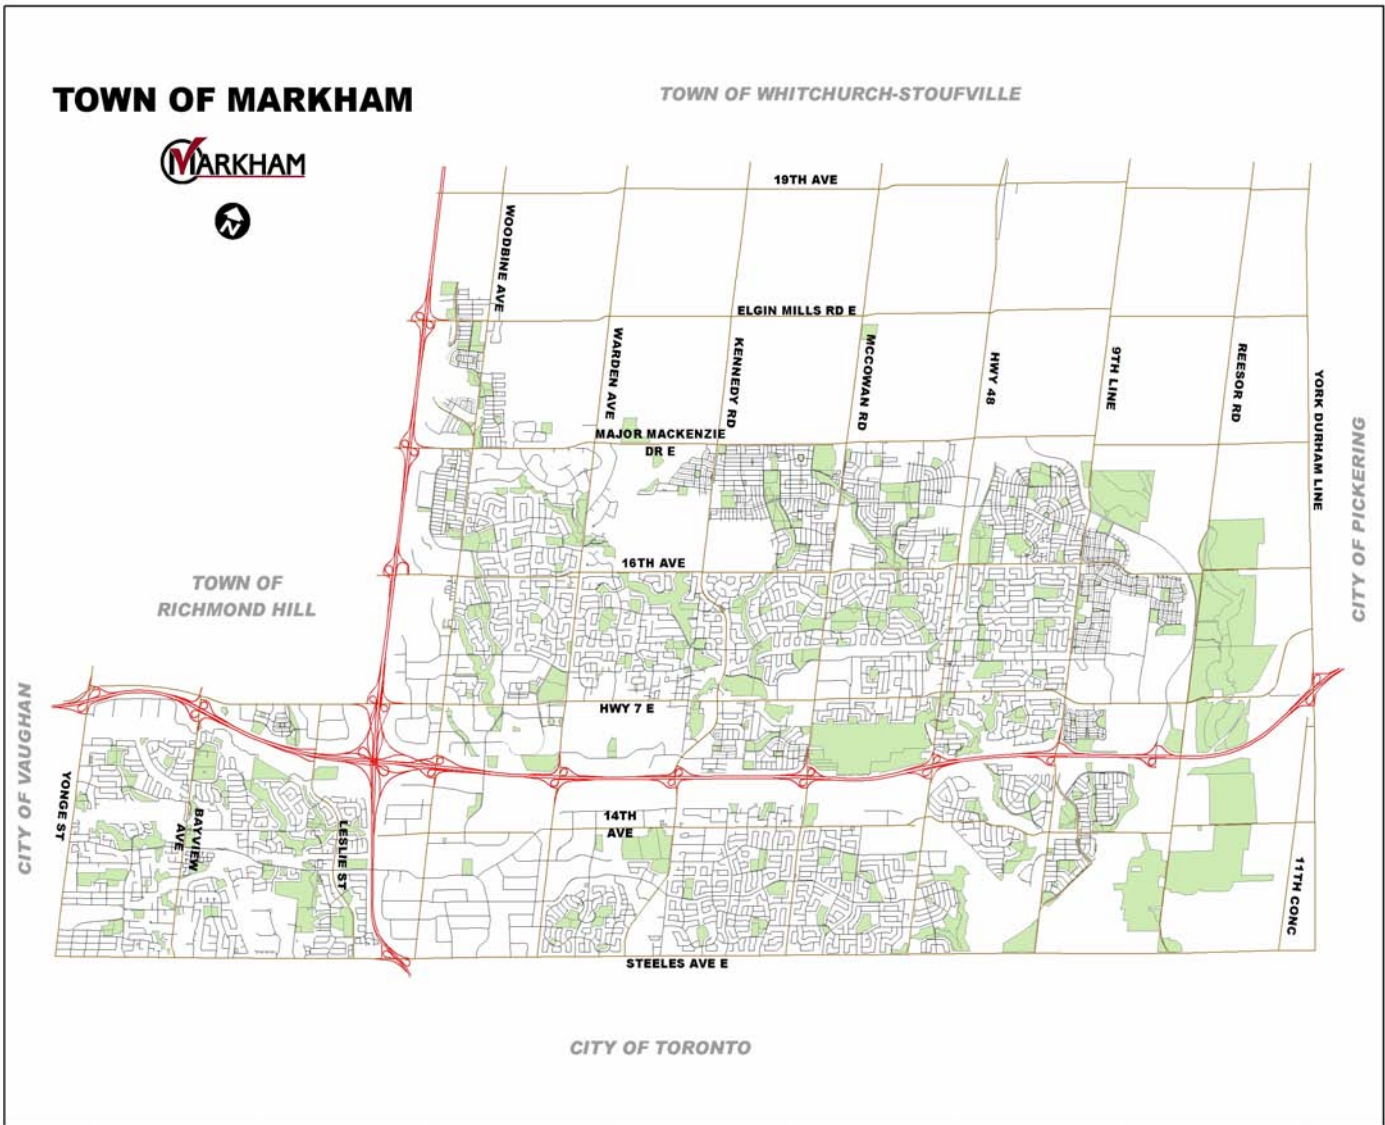 TOWN OF MARKHAM
TOWN OF WHITCHURCH-STOUFVILLE
MARKHAM
N
19TH AVE
WOODBINE AVE
ELGIN MILLS RD E
WARDEN AVE
KENNEDY RD
MCCOWAN RD
HWY 48
9TH LINE
REESOR RD
YORK DURHAM LINE
MAJOR MACKENZIE
DR E
CITY OF PICKERING
16TH AVE
TOWN OF
RICHMOND HILL
HWY 7 E
CITY OF VAUGHAN
YONGE ST
BAYVIEW
AVE
LESLIE ST
14TH
AVE
11TH CONC
STEELES AVE E
CITY OF TORONTO